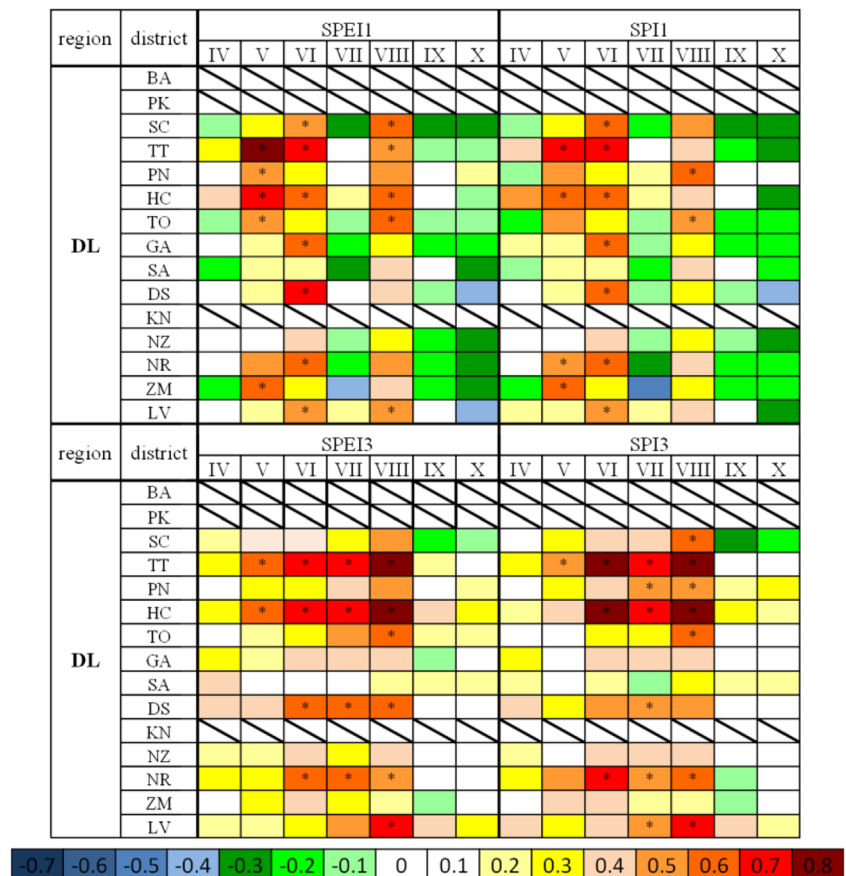 region district SPEI1 SPI1
IV V VI VII VIII IX X IV V VI VII VIII IX X
DL
BA
PK
SC * * *
TT * * * * *
PN * *
HC * * * * *
TO * * *
GA * *
SA
DS * *
KN
NZ
NR * * *
ZM * *
LV * * *
region district SPEI3 SPI3
IV V VI VII VIII IX X IV V VI VII VIII IX X
DL
BA
PK
SC *
TT * * * * * * * *
PN * *
HC * * * * * * *
TO * *
GA
SA
DS * * * *
KN
NZ
NR * * * * * *
ZM
LV * * *
-0.7 -0.6 -0.5 -0.4 -0.3 -0.2 -0.1 0 0.1 0.2 0.3 0.4 0.5 0.6 0.7 0.8